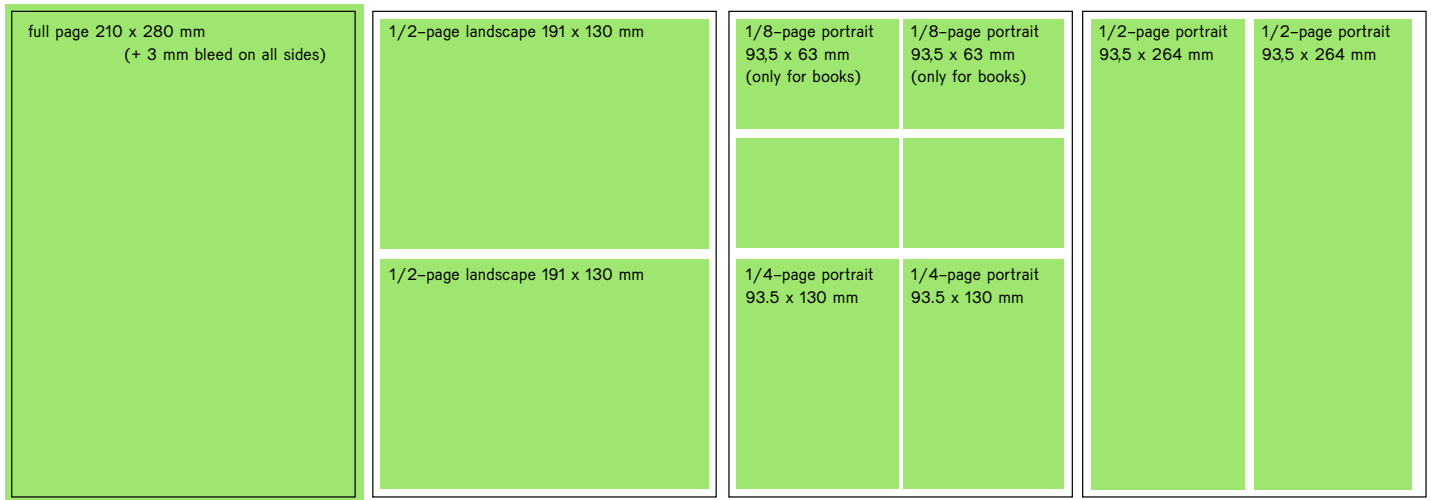 full page 210 x 280 mm
(+ 3 mm bleed on all sides)
1/2-page landscape 191 x 130 mm
1/2-page landscape 191 x 130 mm
1/8-page portrait
93,5 x 63 mm
(only for books)
1/8-page portrait
93,5 x 63 mm
(only for books)
1/4-page portrait
93.5 x 130 mm
1/4-page portrait
93.5 x 130 mm
1/2-page portrait
93,5 x 264 mm
1/2-page portrait
93,5 x 264 mm